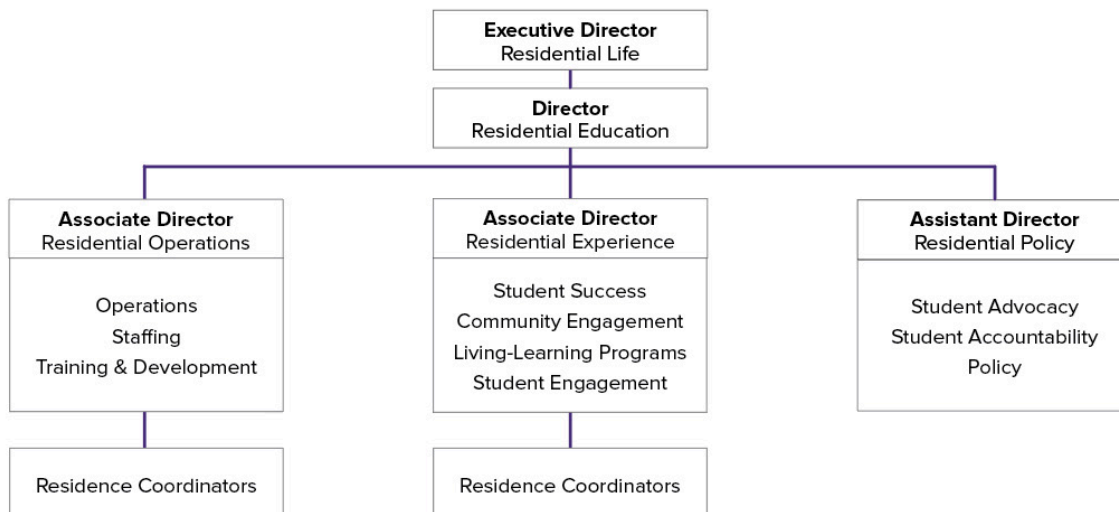 Executive Director
Residential Life
Director
Residential Education
Associate Director
Residential Operations
Operations
Staffing
Training & Development
Residence Coordinators
Associate Director
Residential Experience
Student Success
Community Engagement
Living-Learning Programs
Student Engagement
Residence Coordinators
Assistant Director
Residential Policy
Student Advocacy
Student Accountability
Policy